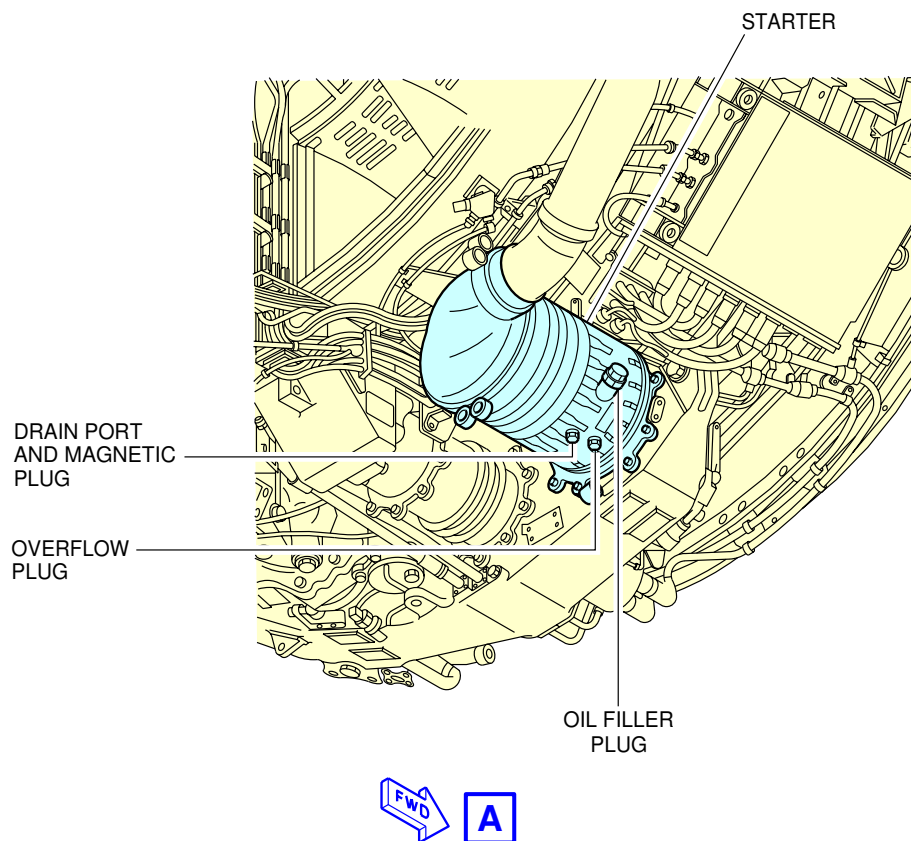 STARTER
DRAIN PORT
AND MAGNETIC
PLUG
OVERFLOW
PLUG
OIL FILLER
PLUG
FWD
A